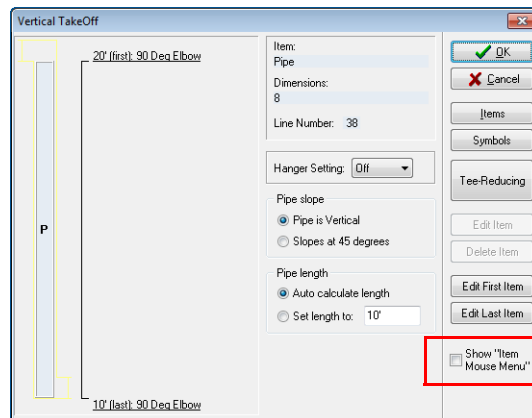 Vertical TakeOff
20' (first): 90 Deg Elbow
P
10' (last): 90 Deg Elbow
Item:
Pipe
Dimensions:
8
Line Number: 38
Hanger Setting: Off
Pipe slope
Pipe is Vertical
Slopes at 45 degrees
Pipe length
Auto calculate length
Set length to: 10'
OK
Cancel
Items
Symbols
Tee-Reducing
Edit Item
Delete Item
Edit First Item
Edit Last Item
Show "Item
Mouse Menu"